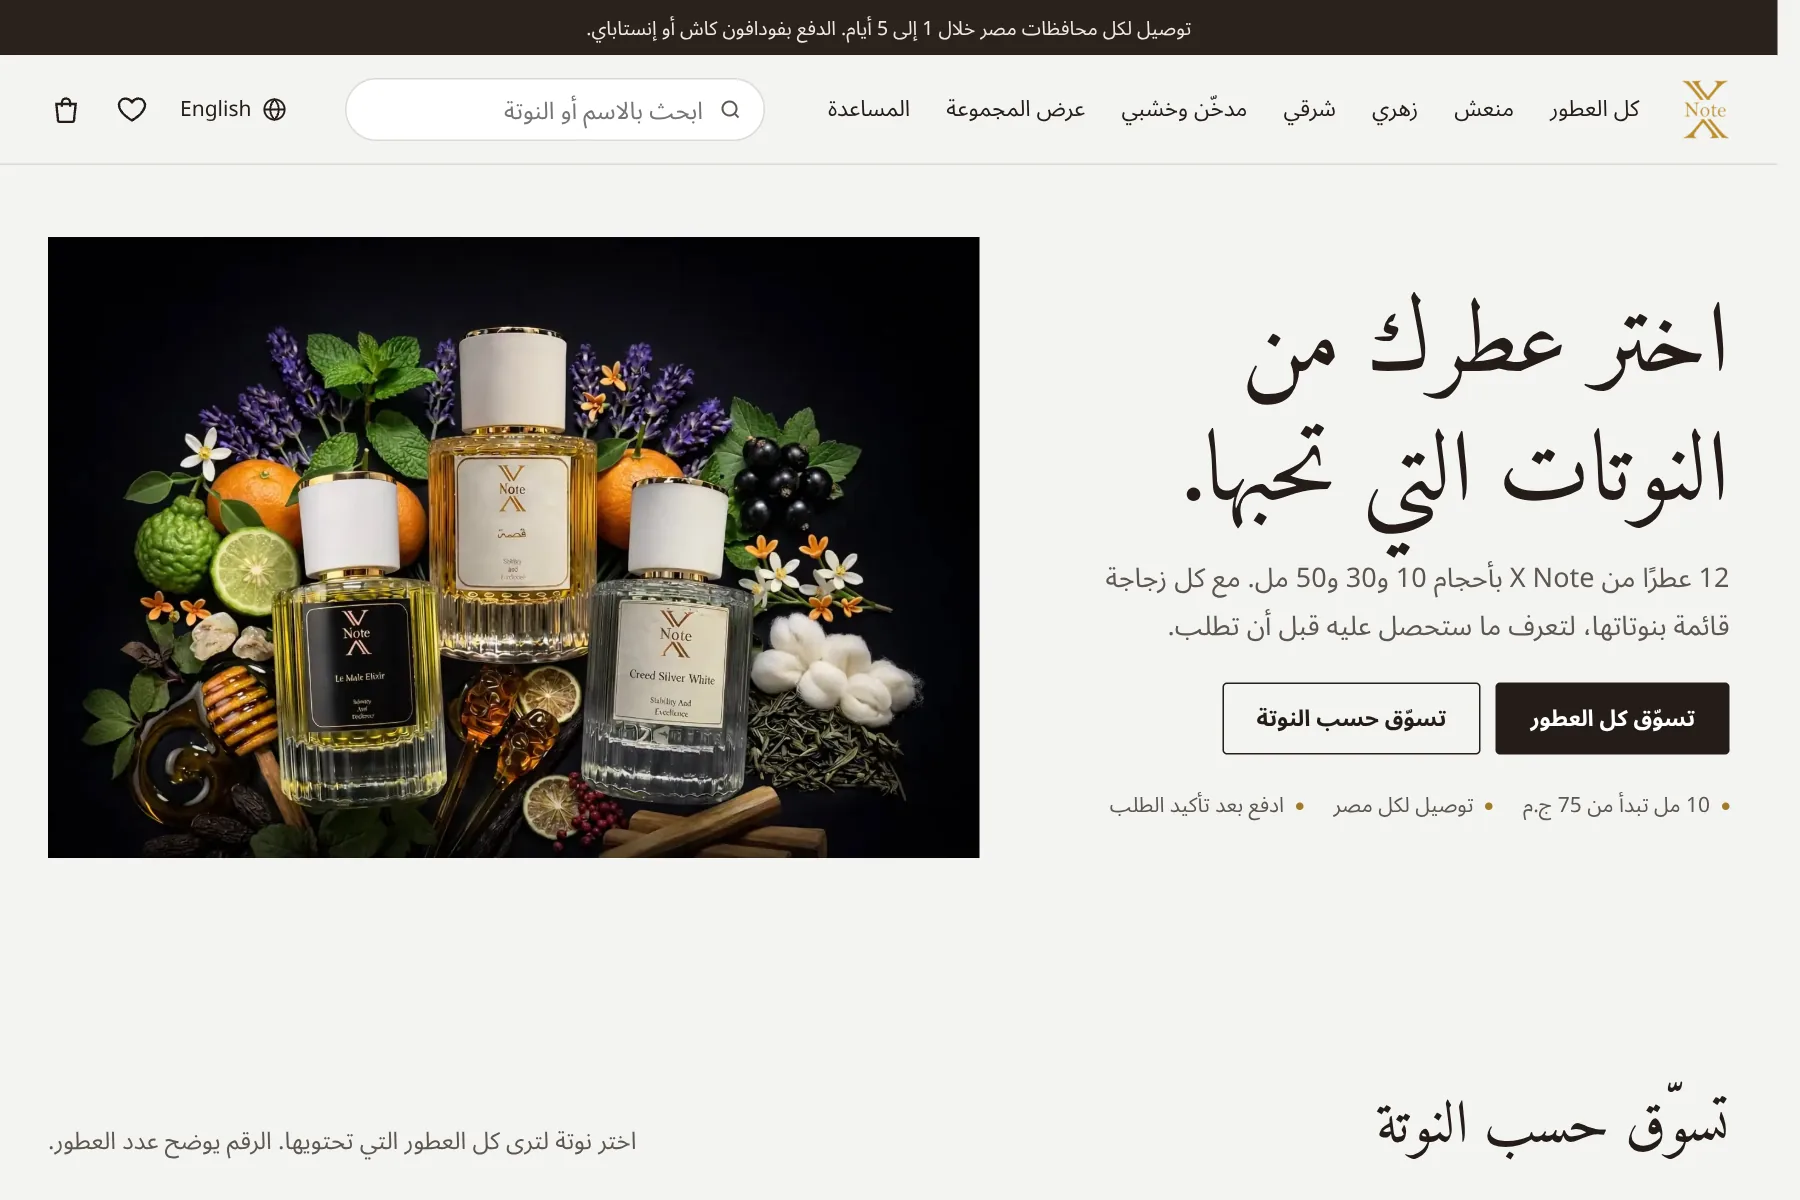 توصيل لكل محافظات مصر خلال 1 إلى 5 أيام. الدفع بفودافون كاش أو إنستاباي.
Note
كل العطور
منعش
زهري
شرقي
مدخّن وخشبي
عرض المجموعة
المساعدة
ابحث بالاسم أو النوتة
English
اختر عطرك من
النوتات التي تحبها.
12 عطرًا من X Note بأحجام 10 و30 و50 مل. مع كل زجاجة
قائمة بنوتاتها، لتعرف ما ستحصل عليه قبل أن تطلب.
تسوّق كل العطور
تسوّق حسب النوتة
10 مل تبدأ من 75 ج.م
توصيل لكل مصر
ادفع بعد تأكيد الطلب
Note
قصة
Note
Le Male Elixir
Note
Creed Silver White
Stability And
Excellence
تسوّق حسب النوتة
اختر نوتة لترى كل العطور التي تحتويها. الرقم يوضح عدد العطور.